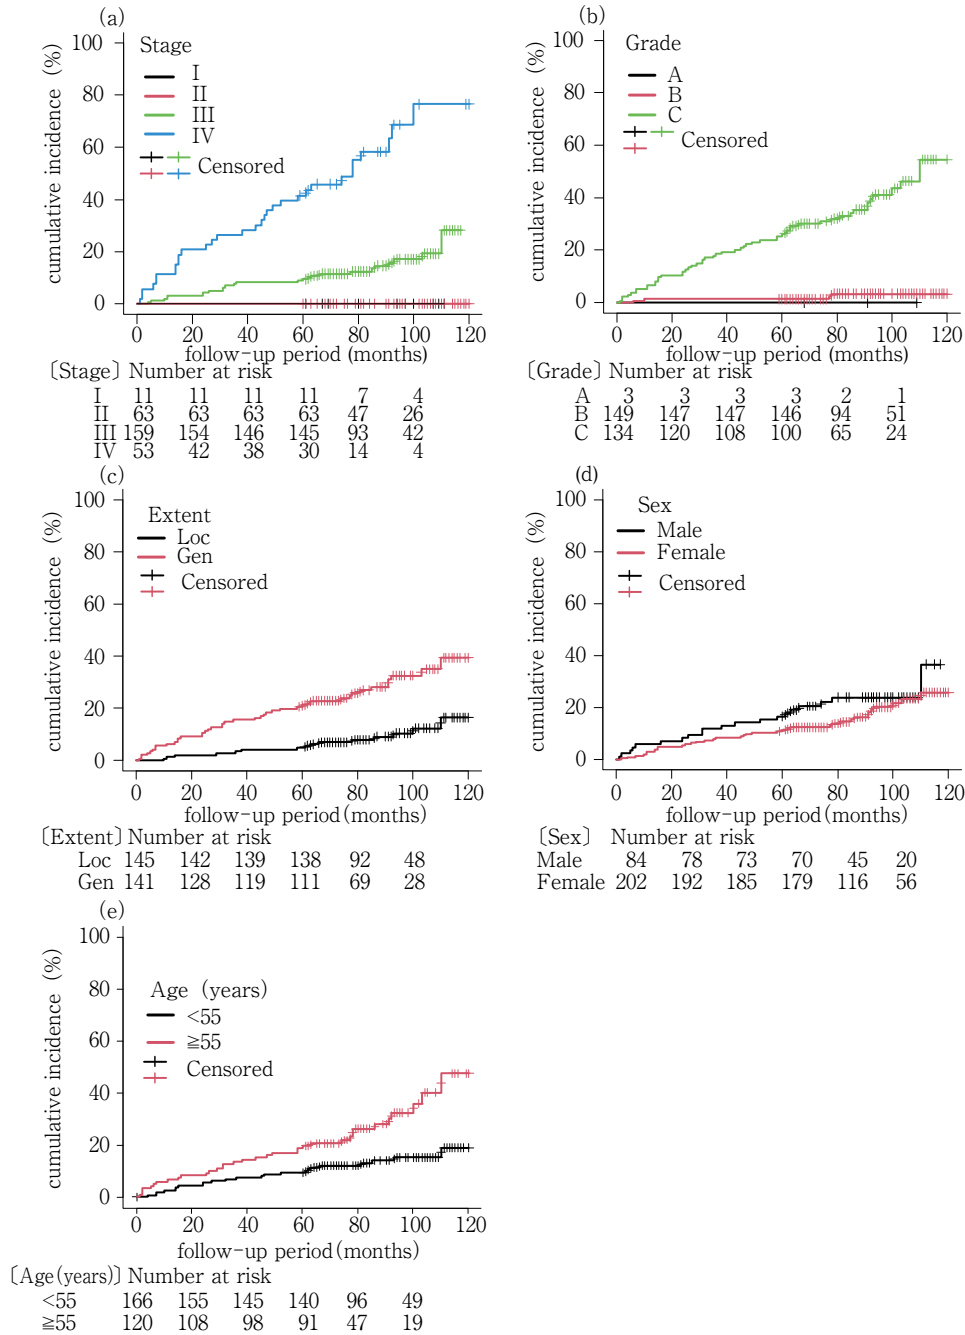 (a)
cumulative incidence (%)
100
80
60
40
20
0
Stage
I
II
III
IV
Censored
0 20 40 60 80 100 120
follow-up period (months)
〔Stage〕 Number at risk
I 11 11 11 11 7 4
II 63 63 63 63 47 26
III 159 154 146 145 93 42
IV 53 42 38 30 14 4
(b)
cumulative incidence (%)
100
80
60
40
20
0
Grade
A
B
C
Censored
0 20 40 60 80 100 120
follow-up period (months)
〔Grade〕 Number at risk
A 3 3 3 3 2 1
B 149 147 147 146 94 51
C 134 120 108 100 65 24
(c)
cumulative incidence (%)
100
80
60
40
20
0
Extent
Loc
Gen
Censored
0 20 40 60 80 100 120
follow-up period (months)
〔Extent〕 Number at risk
Loc 145 142 139 138 92 48
Gen 141 128 119 111 69 28
(d)
cumulative incidence (%)
100
80
60
40
20
0
Sex
Male
Female
Censored
0 20 40 60 80 100 120
follow-up period (months)
〔Sex〕 Number at risk
Male 84 78 73 70 45 20
Female 202 192 185 179 116 56
(e)
cumulative incidence (%)
100
80
60
40
20
0
Age (years)
<55
≧55
Censored
0 20 40 60 80 100 120
follow-up period (months)
〔Age (years)〕 Number at risk
<55 166 155 145 140 96 49
≧55 120 108 98 91 47 19